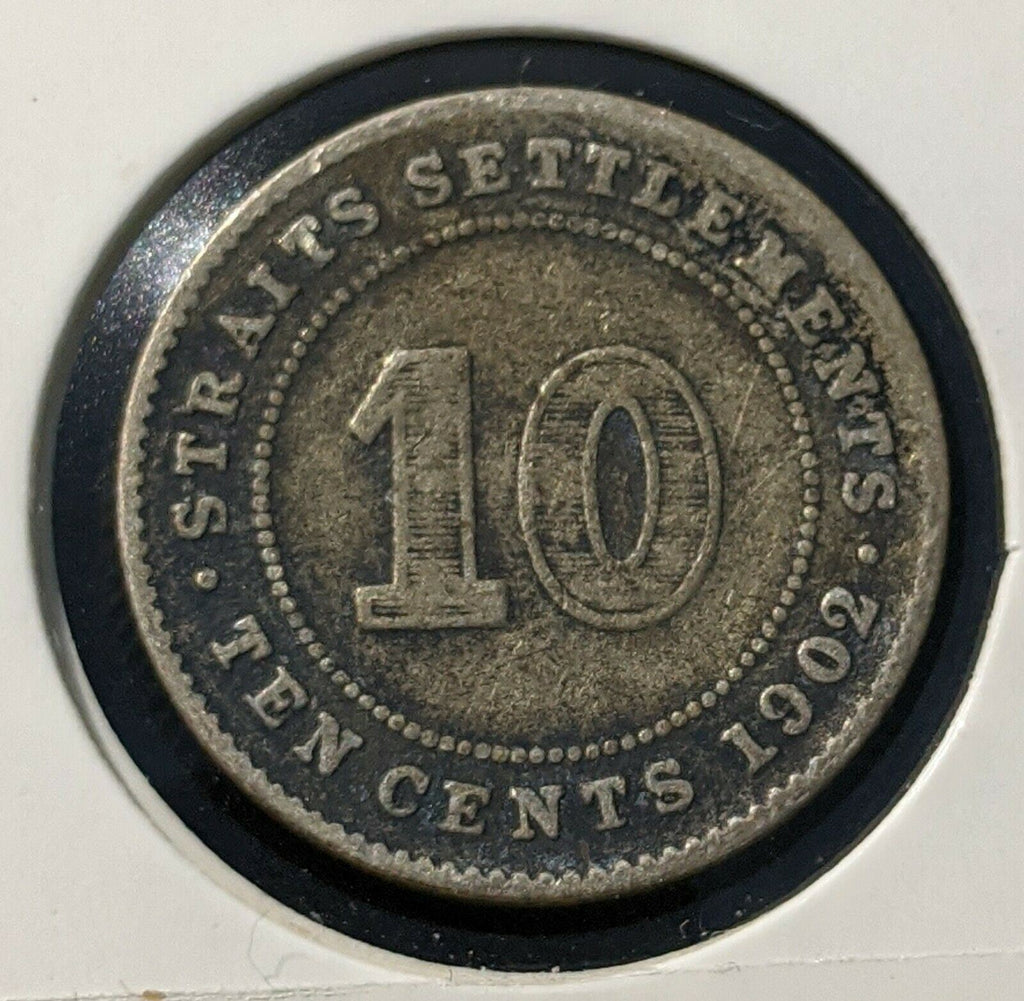 STRAITS SETTLEMENTS
10
· TEN CENTS 1902 ·